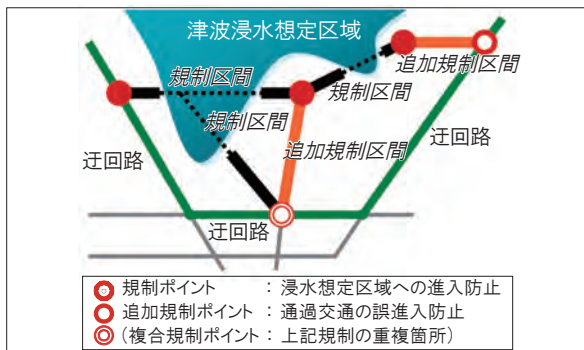 津波浸水想定区域
規制区間
追加規制区間
規制区間
規制区間
追加規制区間
迂回路
迂回路
迂回路
規制ポイント : 浸水想定区域への進入防止
追加規制ポイント : 通過交通の誤進入防止
(複合規制ポイント : 上記規制の重複箇所)